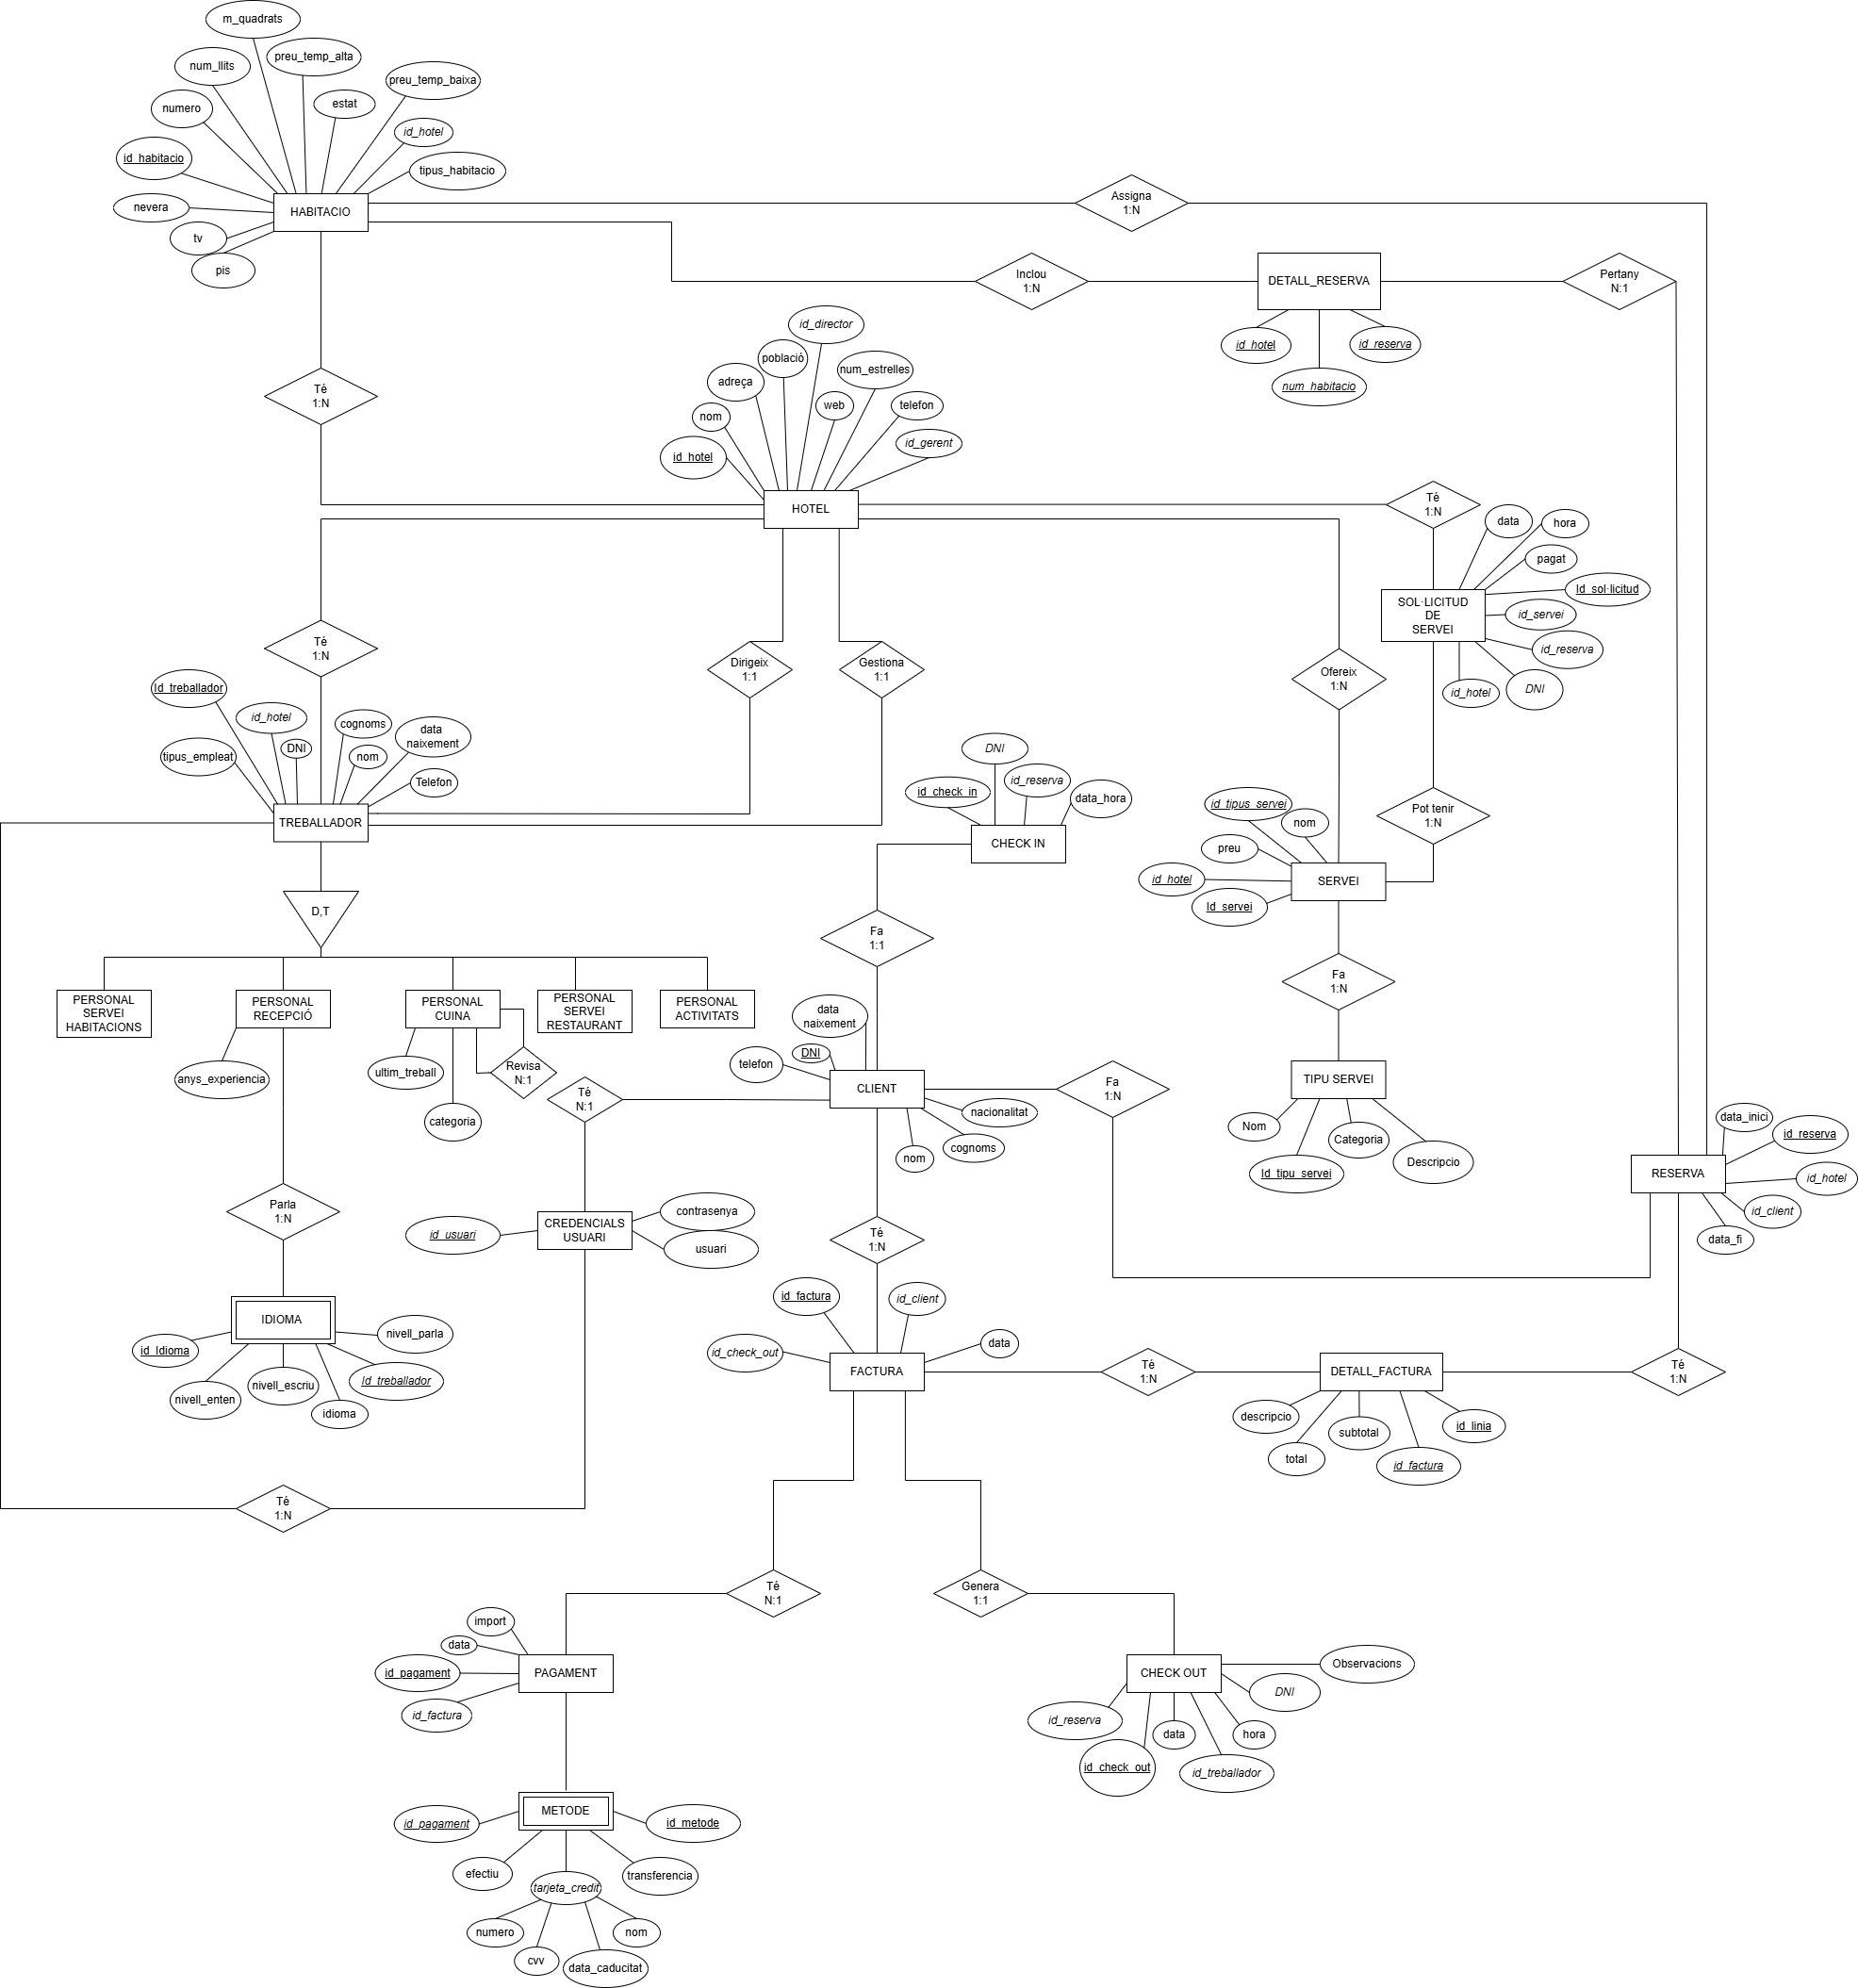 m_quadrats
preu_temp_alta
num_llits
preu_temp_baixa
estat
numero
id_hotel
id_habitacio
tipus_habitacio
nevera
HABITACIO
tv
pis
Assigna
1:N
Inclou
1:N
DETALL_RESERVA
Pertany
N:1
id_hotel
id_reserva
num_habitacio
Té
1:N
id_director
població
num_estrelles
adreça
web
telefon
nom
id_gerent
id_hotel
HOTEL
Té
1:N
data
hora
pagat
Id_sol·licitud
SOL·LICITUD
DE
SERVEI
id_servei
id_reserva
id_hotel
DNI
Té
1:N
Dirigeix
1:1
Gestiona
1:1
Ofereix
1:N
Id_treballador
id_hotel
cognoms
data
naixement
DNI
nom
tipus_empleat
Telefon
TREBALLADOR
DNI
id_reserva
id_check_in
data_hora
CHECK IN
id_tipus_servei
nom
preu
id_hotel
Id_servei
SERVEI
Pot tenir
1:N
D,T
Fa
1:1
Fa
1:N
PERSONAL
SERVEI
HABITACIONS
PERSONAL
RECEPCIÓ
PERSONAL
CUINA
PERSONAL
SERVEI
RESTAURANT
PERSONAL
ACTIVITATS
anys_experiencia
ultim_treball
Revisa
N:1
categoria
data
naixement
DNI
telefon
CLIENT
nacionalitat
cognoms
nom
Té
N:1
Fa
1:N
TIPU SERVEI
Nom
Categoria
Descripcio
Id_tipu_servei
data_inici
id_reserva
RESERVA
id_hotel
id_client
data_fi
Parla
1:N
id_usuari
CREDENCIALS
USUARI
contrasenya
usuari
Té
1:N
id_factura
id_client
id_check_out
data
FACTURA
IDIOMA
nivell_parla
id_Idioma
nivell_enten
nivell_escriu
Id_treballador
idioma
Té
1:N
DETALL_FACTURA
Té
1:N
descripcio
subtotal
id_linia
total
id_factura
Té
1:N
Té
N:1
Genera
1:1
import
data
id_pagament
PAGAMENT
id_factura
CHECK OUT
Observacions
DNI
id_reserva
data
hora
id_check_out
id_treballador
METODE
id_pagament
id_metode
efectiu
transferencia
tarjeta_credit
numero
nom
cvv
data_caducitat